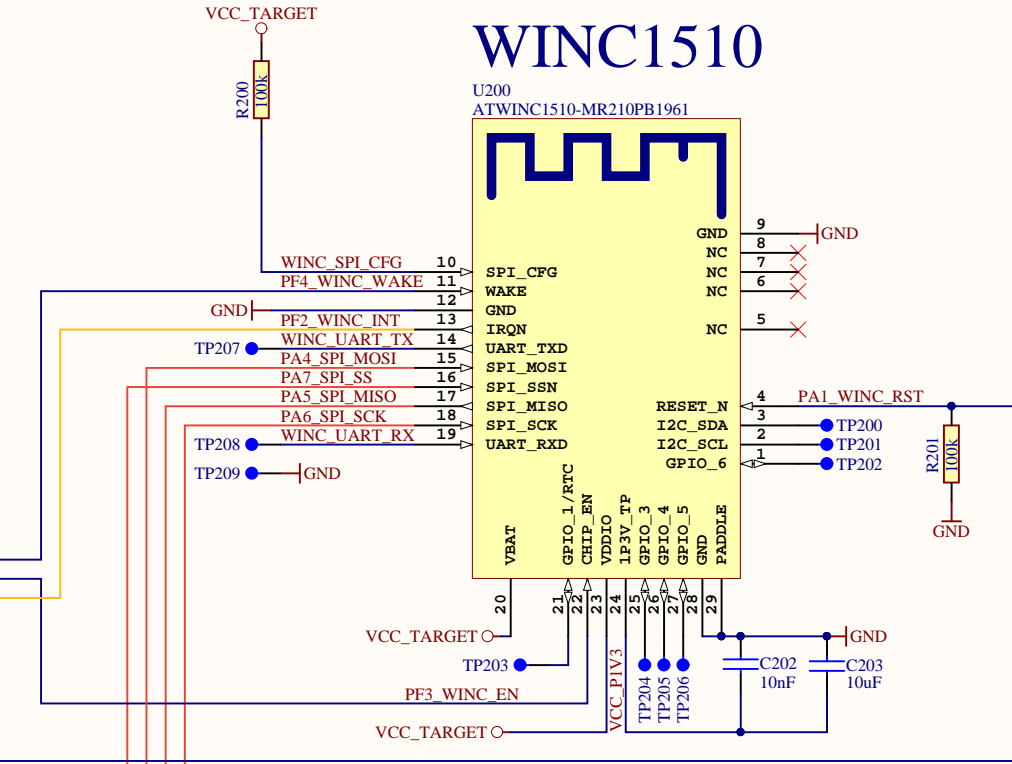 VCC_TARGET
WINC1510
R200
100k
U200
ATWINC1510-MR210PB1961
GND 9 GND
NC 8
NC 7
NC 6
NC 5
WINC_SPI_CFG 10 SPI_CFG
PF4_WINC_WAKE 11 WAKE
GND 12 GND
PF2_WINC_INT 13 IRQN
TP207 WINC_UART_TX 14 UART_TXD
PA4_SPI_MOSI 15 SPI_MOSI
PA7_SPI_SS 16 SPI_SSN
PA5_SPI_MISO 17 SPI_MISO
PA6_SPI_SCK 18 SPI_SCK
TP208 WINC_UART_RX 19 UART_RXD
TP209 GND
RESET_N 4 PA1_WINC_RST
I2C_SDA 3 TP200
I2C_SCL 2 TP201
GPIO_6 1 TP202
R201
100k
GND
VBAT
GPIO_1/RTC
CHIP_EN
VDDIO
1P3V_TP
GPIO_3
GPIO_4
GPIO_5
GND
PADDLE
20
21
22
23
24
25
26
27
28
29
VCC_TARGET
TP203
PF3_WINC_EN
VCC_TARGET
VCC_P1V3
TP204
TP205
TP206
GND
C202
10nF
C203
10uF